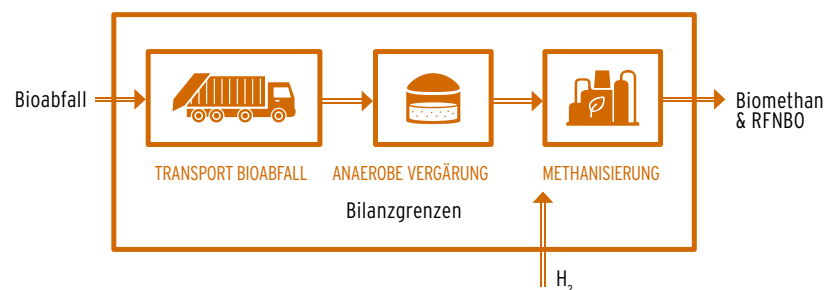 Bioabfall
TRANSPORT BIOABFALL
ANAEROBE VERGÄRUNG
METHANISIERUNG
Biomethan
& RFNBO
Bilanzgrenzen
H₂